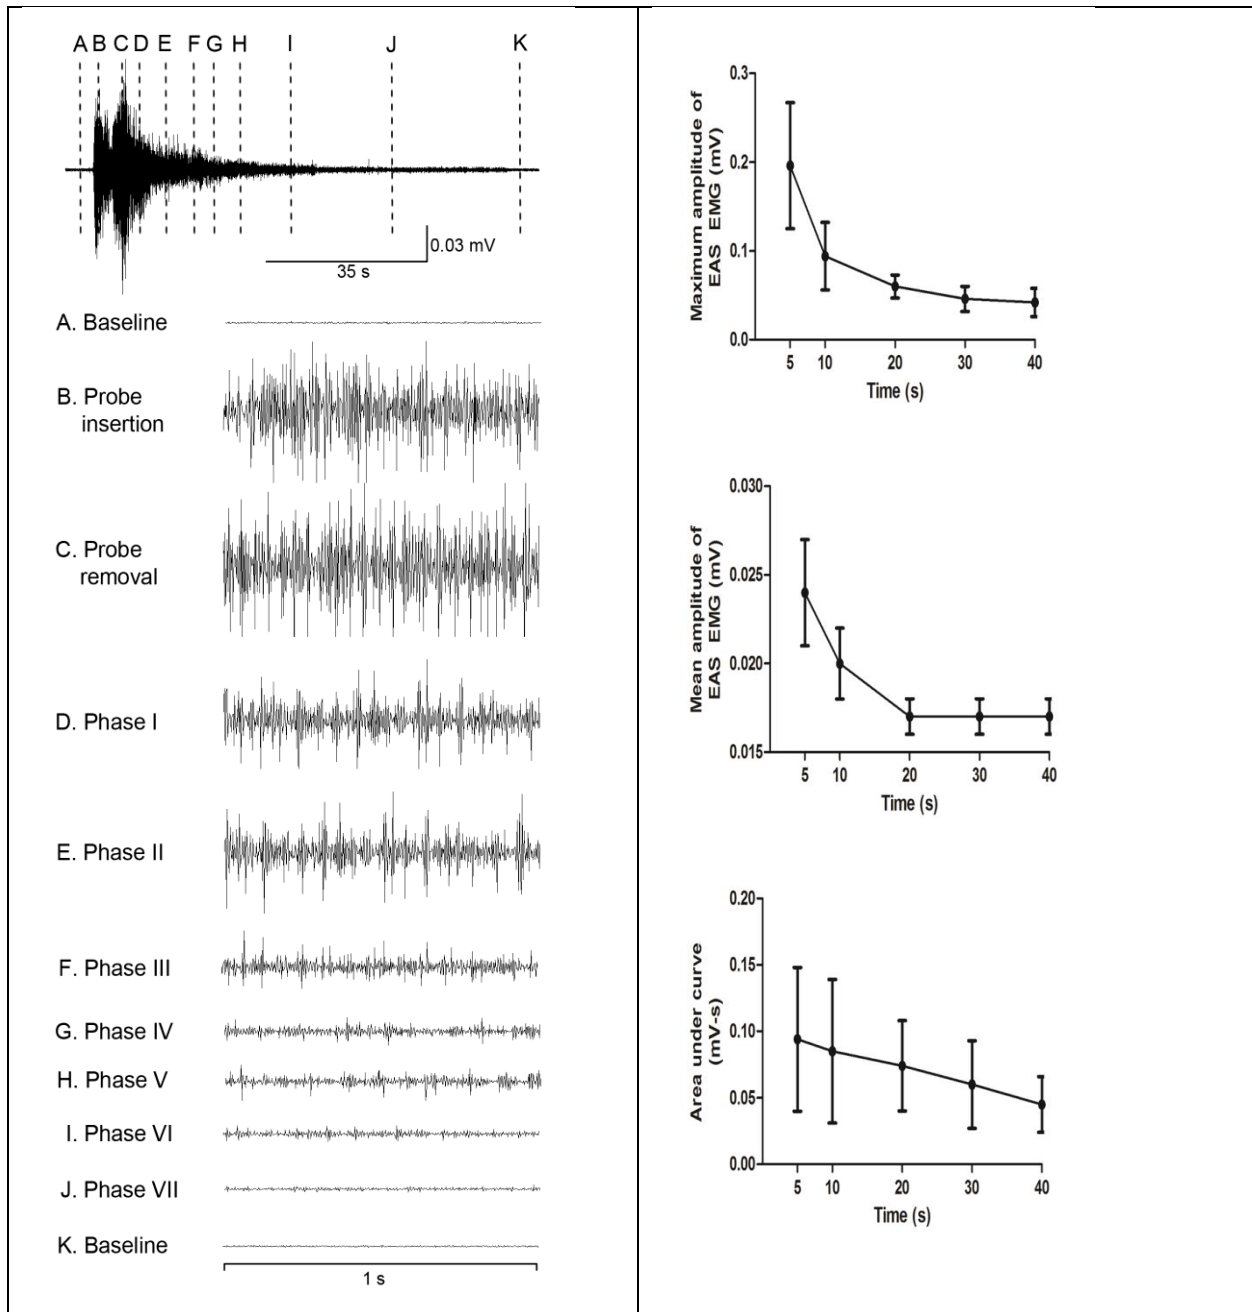 A B C D E F G H I J K
0.03 mV
35 s
A. Baseline
B. Probe
insertion
C. Probe
removal
D. Phase I
E. Phase II
F. Phase III
G. Phase IV
H. Phase V
I. Phase VI
J. Phase VII
K. Baseline
1 s
Maximum amplitude of
EAS EMG (mV)
0.3
0.2
0.1
0.0
5 10 20 30 40
Time (s)
Mean amplitude of
EAS EMG (mV)
0.030
0.025
0.020
0.015
5 10 20 30 40
Time (s)
Area under curve
(mV-s)
0.20
0.15
0.10
0.05
0.00
5 10 20 30 40
Time (s)